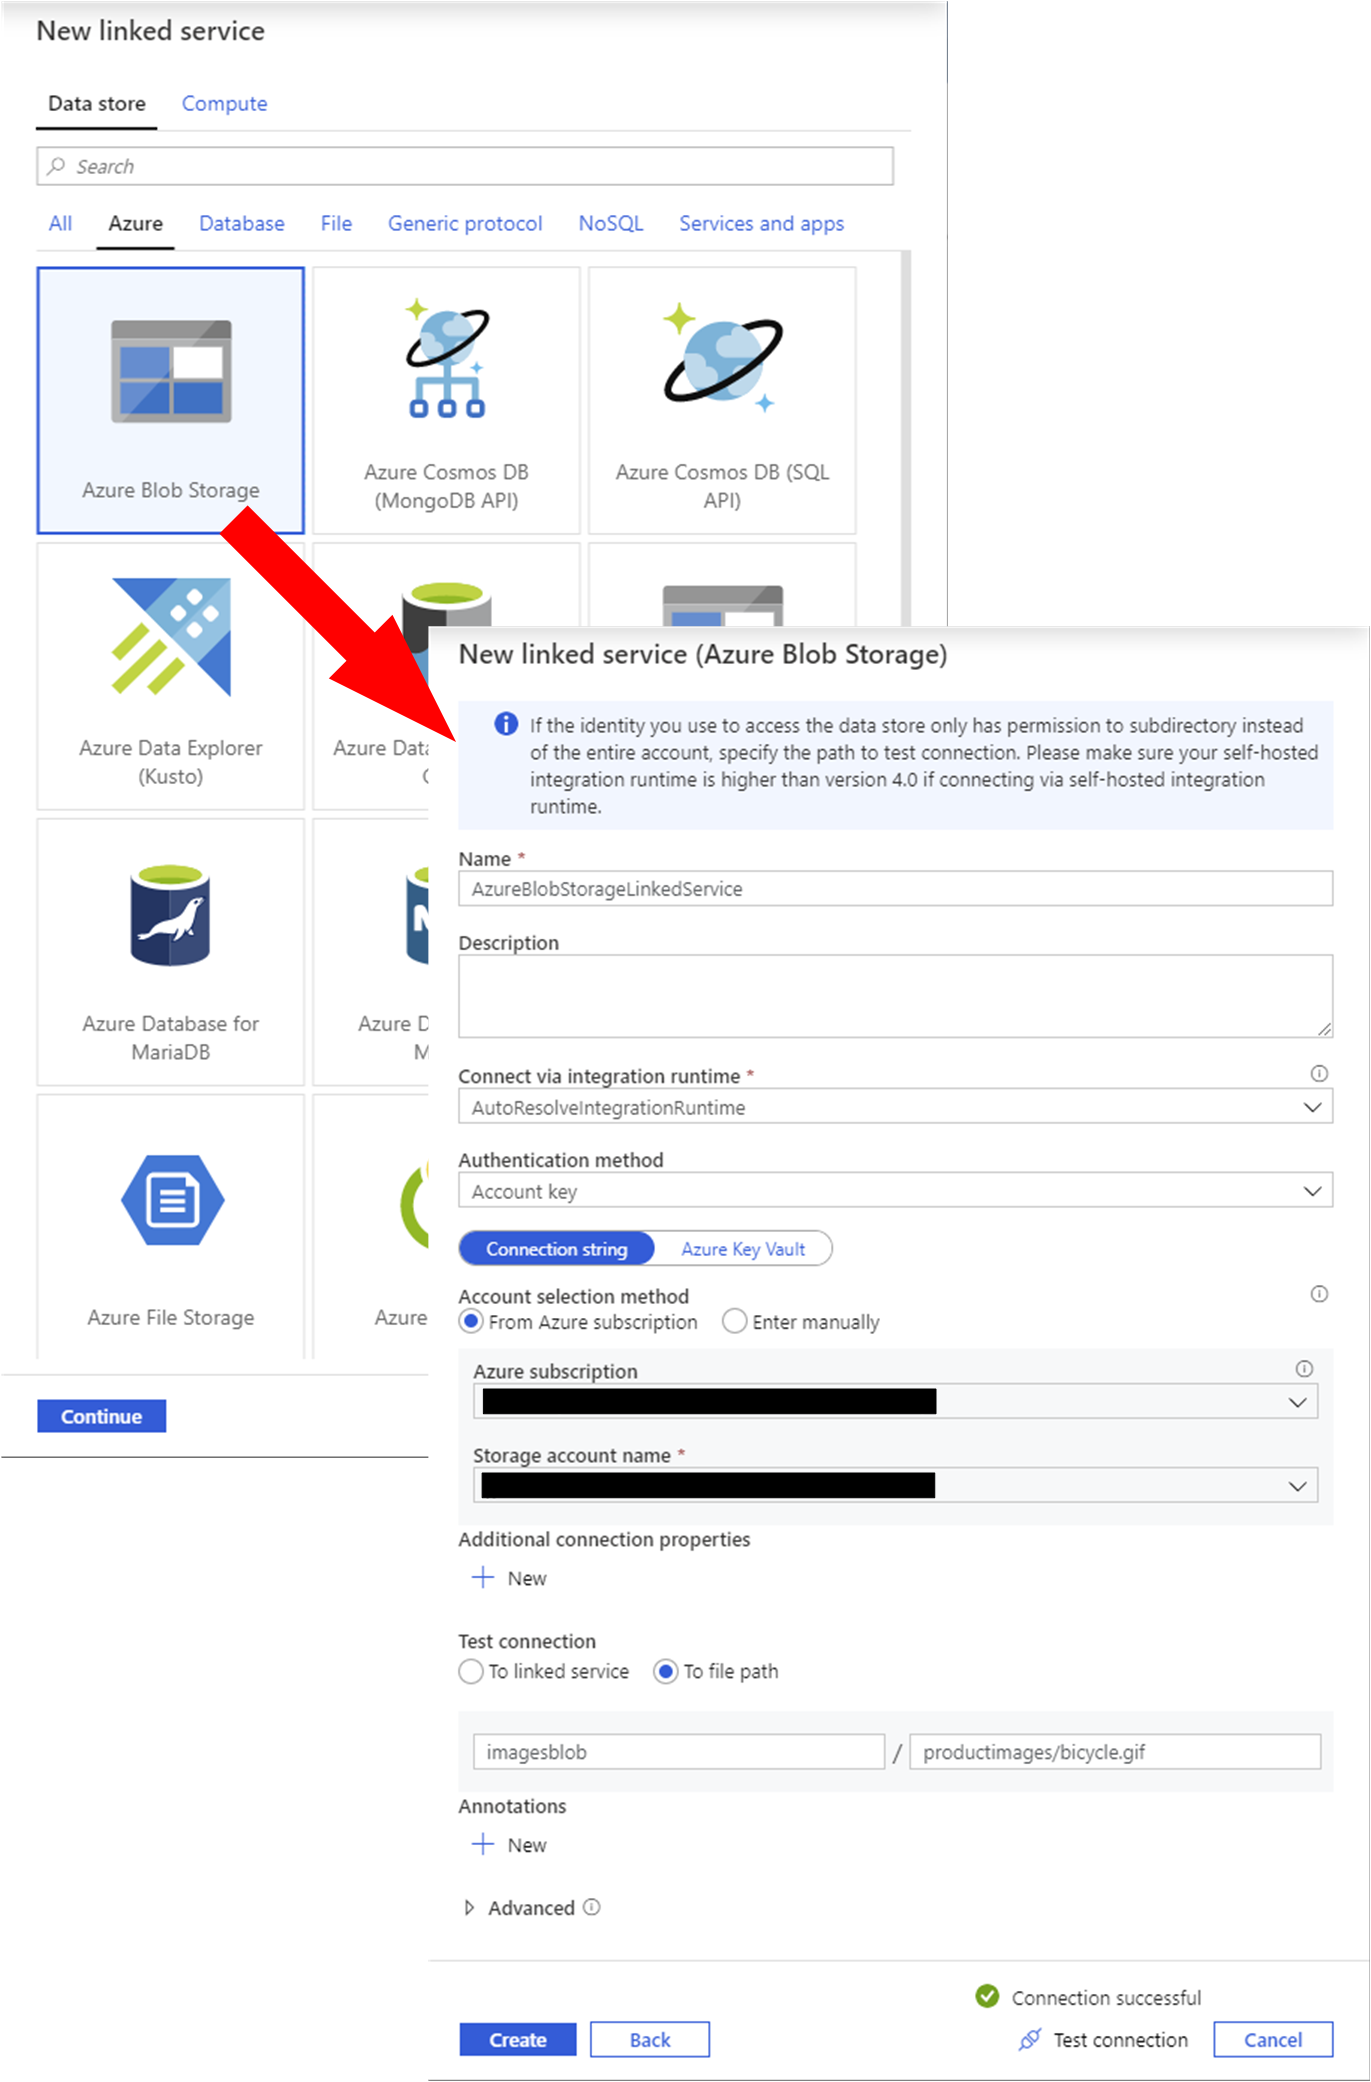 New linked service
Data store Compute
Search
All Azure Database File Generic protocol NoSQL Services and apps
Azure Blob Storage
Azure Cosmos DB
(MongoDB API)
Azure Cosmos DB (SQL
API)
Azure Data Explorer
(Kusto)
Azure Data
Azure Database for
MariaDB
Azure D
M
Azure File Storage
Azure
Continue
New linked service (Azure Blob Storage)
If the identity you use to access the data store only has permission to subdirectory instead
of the entire account, specify the path to test connection. Please make sure your self-hosted
integration runtime is higher than version 4.0 if connecting via self-hosted integration
runtime.
Name *
AzureBlobStorageLinkedService
Description
Connect via integration runtime *
AutoResolveIntegrationRuntime
Authentication method
Account key
Connection string Azure Key Vault
Account selection method
From Azure subscription Enter manually
Azure subscription
Storage account name *
Additional connection properties
+ New
Test connection
To linked service To file path
imagesblob / productimages/bicycle.gif
Annotations
+ New
Advanced
Connection successful
Create Back Test connection Cancel